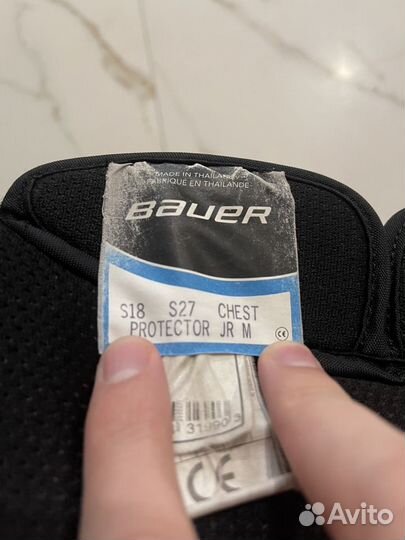 MADE IN THAILAND
FABRIQUE EN THAILANDE
BAUER
S18 S27 CHEST
PROTECTOR JR M
CE
Avito